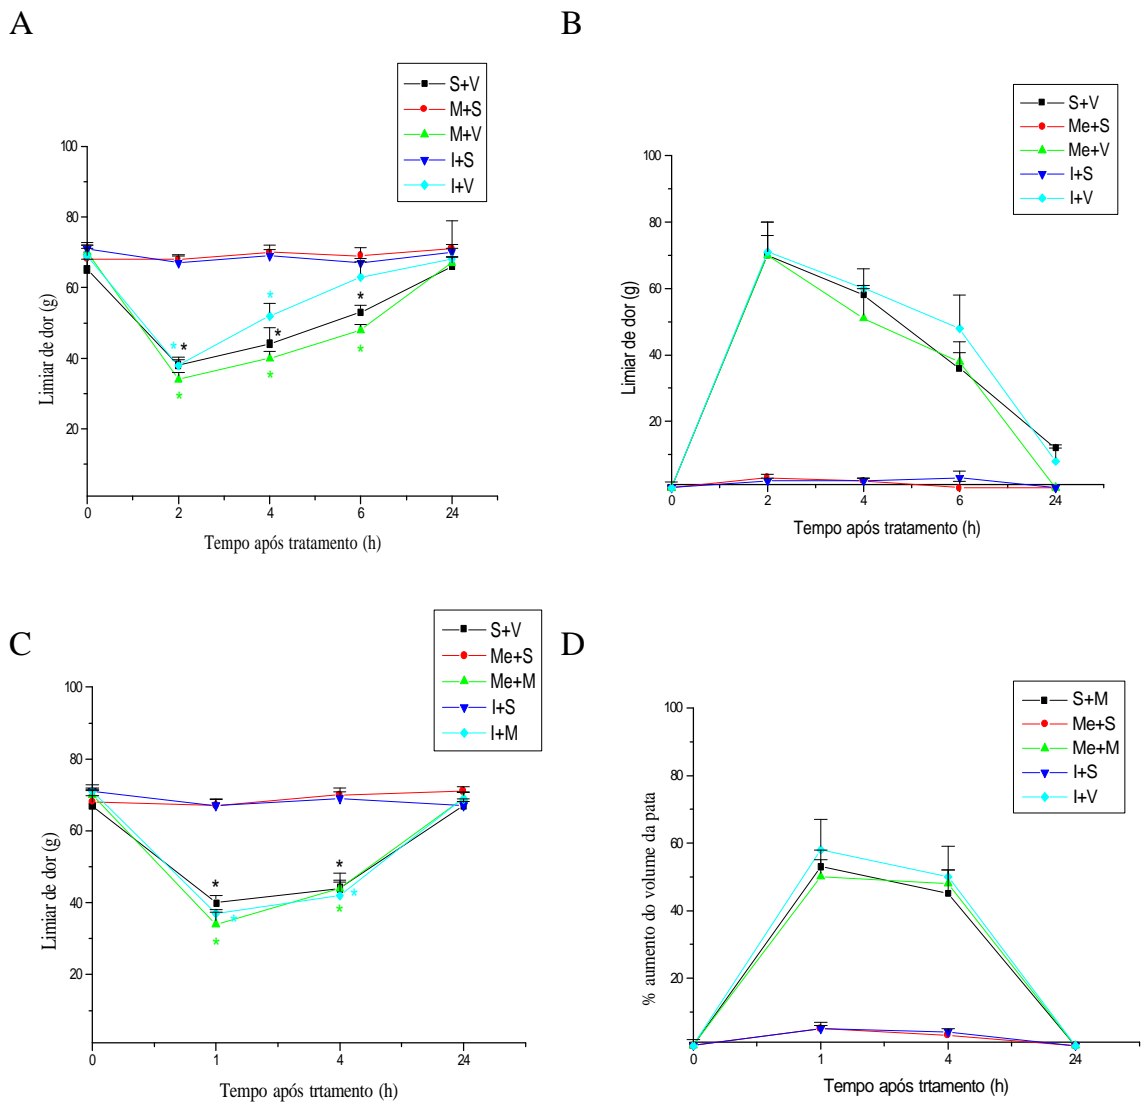 A
S+V
M+S
M+V
I+S
I+V
100
80
60
40
20
Limiar de dor (g)
*
*
*
*
*
*
*
*
0
2
4
6
24
Tempo após tratamento (h)
B
S+V
Me+S
Me+V
I+S
I+V
100
80
60
40
20
Limiar de dor (g)
0
2
4
6
24
Tempo após tratamento (h)
C
S+V
Me+S
Me+M
I+S
I+M
100
80
60
40
20
Limiar de dor (g)
*
*
*
*
*
*
0
1
4
24
Tempo após trtamento (h)
D
S+M
Me+S
Me+M
I+S
I+V
100
80
60
40
20
% aumento do volume da pata
0
1
4
24
Tempo após trtamento (h)